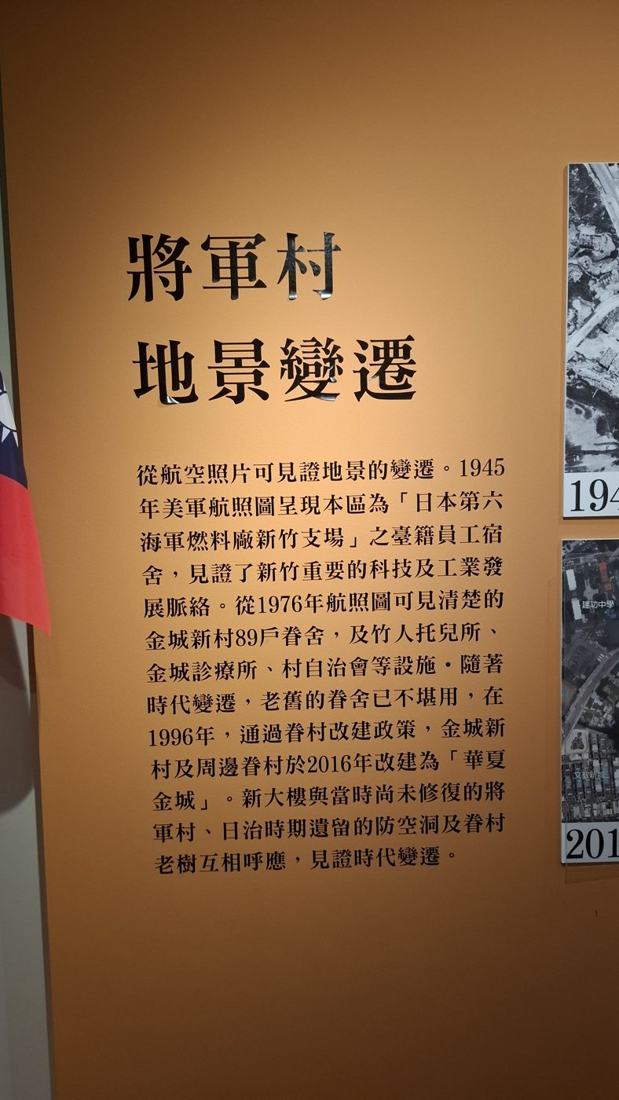 將軍村
地景變遷
從航空照片可見證地景的變遷。1945
年美軍航照圖呈現本區為「日本第六
海軍燃料廠新竹支場」之臺籍員工宿
舍，見證了新竹重要的科技及工業發
展脈絡。從1976年航照圖可見清楚的
金城新村89戶眷舍，及竹人托兒所、
金城診療所、村自治會等設施・隨著
時代變遷，老舊的眷舍已不堪用，在
1996年，通過眷村改建政策，金城新
村及周邊眷村於2016年改建為「華夏
金城」。新大樓與當時尚未修復的將
軍村、日治時期遺留的防空洞及眷村
老樹互相呼應，見證時代變遷。
194
建功中學
201